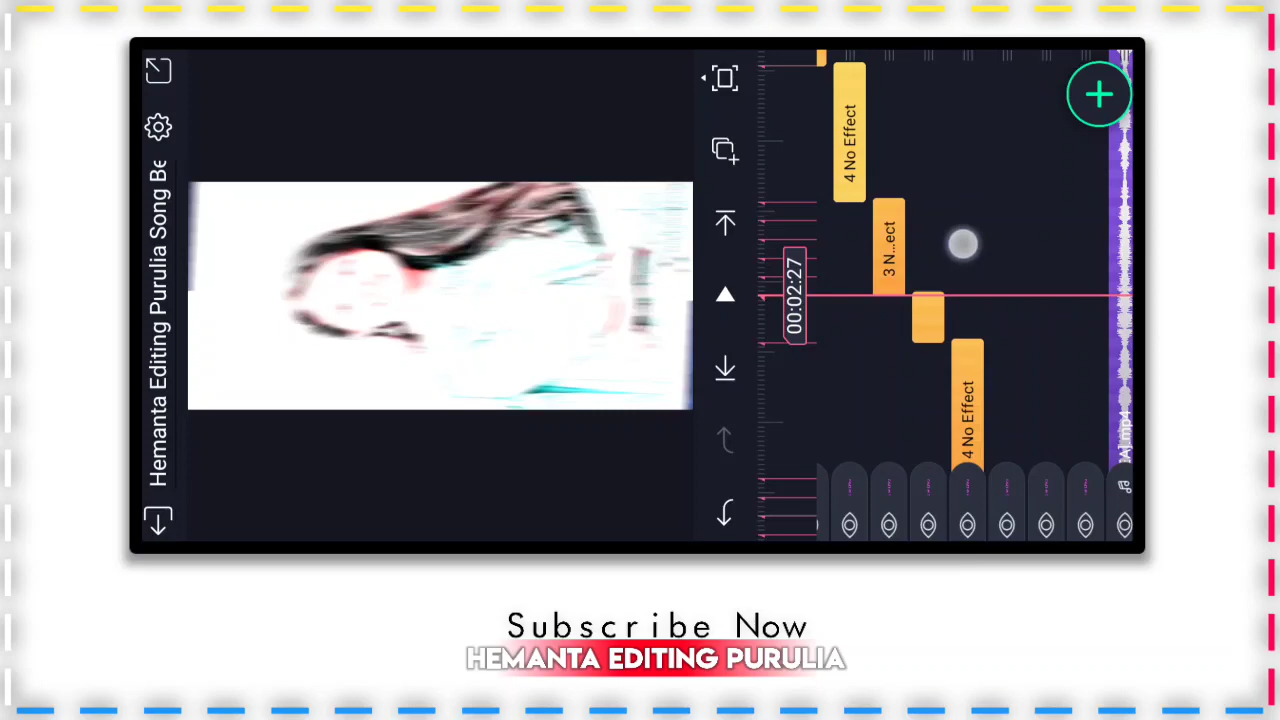 Hemanta Editing Purulia Song Be
00:02:27
4 No Effect
3 N...ect
4 No Effect
A].mp4
Subscribe Now
HEMANTA EDITING PURULIA